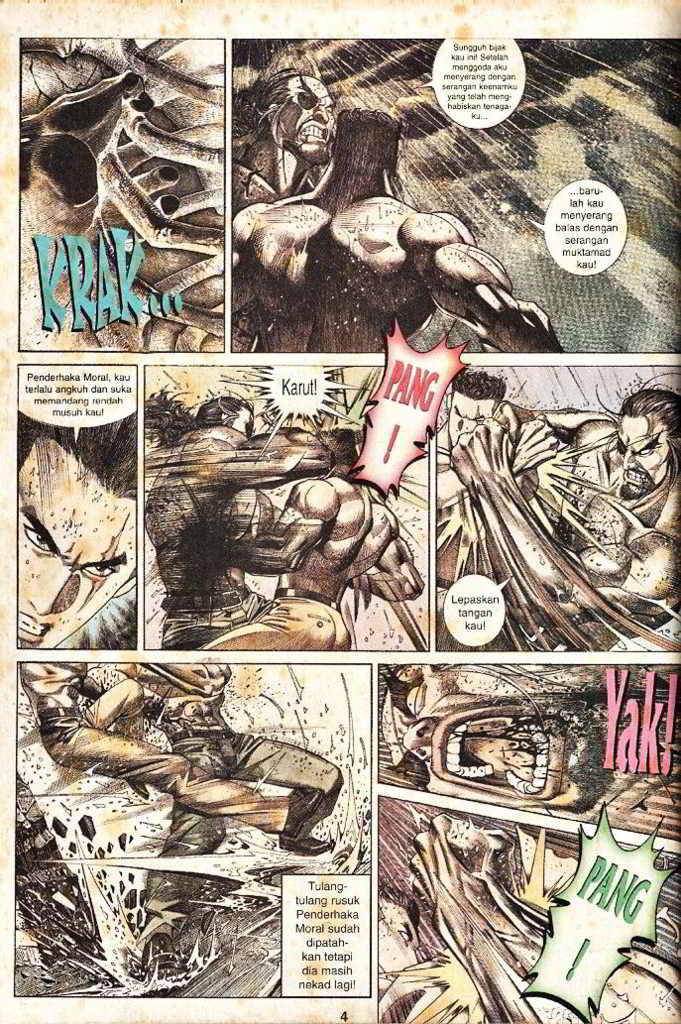 KRAK...
Sungguh bijak
kau ini! Setelah
menggoda aku
menyerang dengan
serangan keenamku
yang telah meng-
habiskan tenaga-
ku...
...baru-
lah kau
menyerang
balas dengan
serangan
muktamad
kau!
Penderhaka Moral, kau
terlalu angkuh dan suka
memandang rendah
musuh kau!
Karut!
PANG
!
Lepaskan
tangan
kau!
Tulang-
tulang rusuk
Penderhaka
Moral sudah
dipatah-
kan tetapi
dia masih
nekad lagi!
Yak!
PANG
!
4